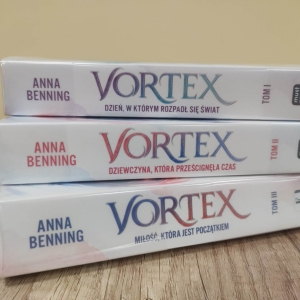 ANNA
BENNING
VORTEX
DZIEŃ, W KTÓRYM ROZPADŁ SIĘ ŚWIAT
TOM I
ANNA
BENNING
VORTEX
DZIEWCZYNA, KTÓRA PRZEŚCIGNĘŁA CZAS
TOM II
ANNA
BENNING
VORTEX
MIŁOŚĆ, KTÓRA JEST POCZĄTKIEM
TOM III